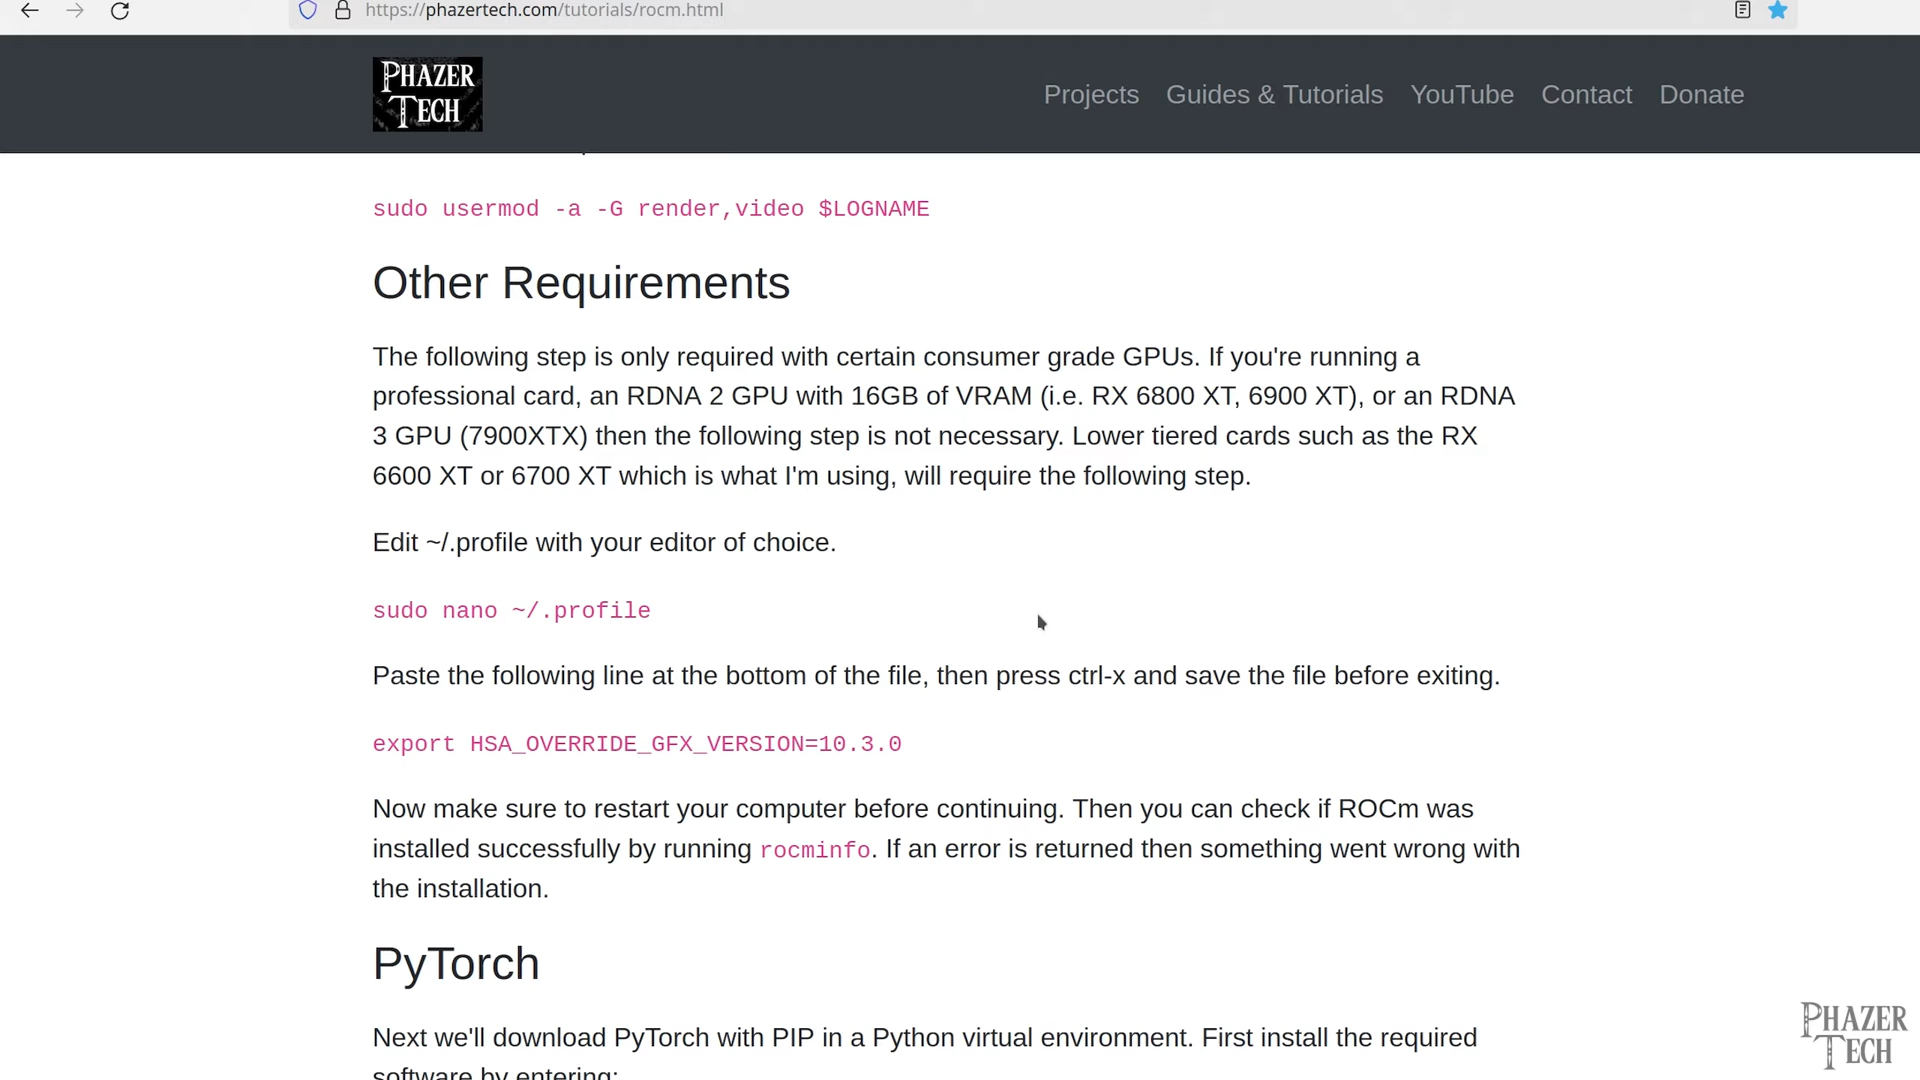 https://phazertech.com/tutorials/rocm.html
PHAZER
TECH
Projects Guides & Tutorials YouTube Contact Donate
sudo usermod -a -G render,video $LOGNAME
Other Requirements
The following step is only required with certain consumer grade GPUs. If you're running a
professional card, an RDNA 2 GPU with 16GB of VRAM (i.e. RX 6800 XT, 6900 XT), or an RDNA
3 GPU (7900XTX) then the following step is not necessary. Lower tiered cards such as the RX
6600 XT or 6700 XT which is what I'm using, will require the following step.
Edit ~/.profile with your editor of choice.
sudo nano ~/.profile
Paste the following line at the bottom of the file, then press ctrl-x and save the file before exiting.
export HSA_OVERRIDE_GFX_VERSION=10.3.0
Now make sure to restart your computer before continuing. Then you can check if ROCm was
installed successfully by running rocminfo. If an error is returned then something went wrong with
the installation.
PyTorch
Next we'll download PyTorch with PIP in a Python virtual environment. First install the required
software by entering:
PHAZER
TECH